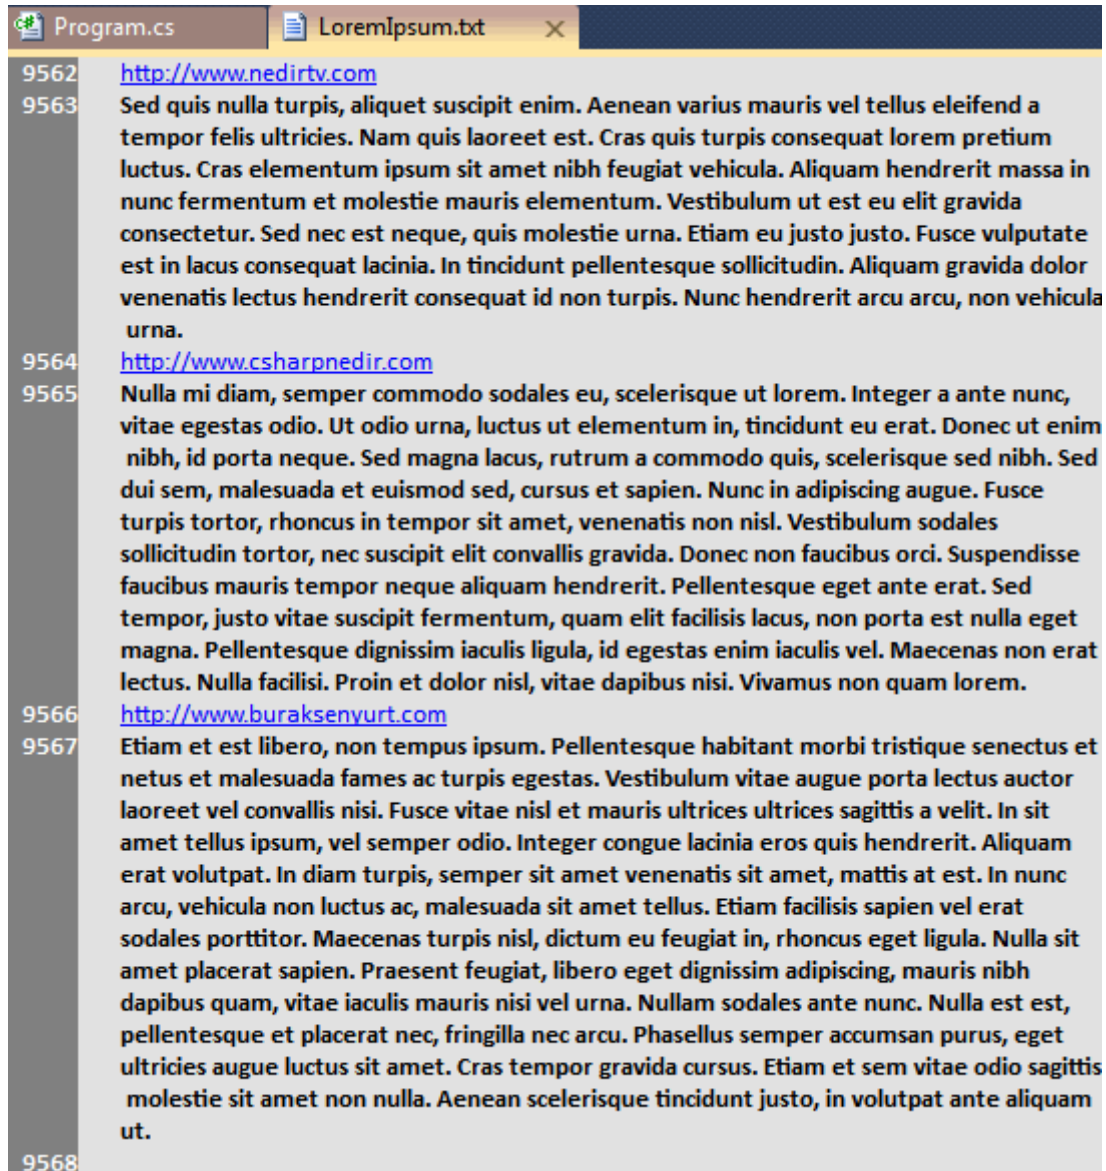 Program.cs LoremIpsum.txt
9562 http://www.nedirtv.com
9563 Sed quis nulla turpis, aliquet suscipit enim. Aenean varius mauris vel tellus eleifend a
tempor felis ultricies. Nam quis laoreet est. Cras quis turpis consequat lorem pretium
luctus. Cras elementum ipsum sit amet nibh feugiat vehicula. Aliquam hendrerit massa in
nunc fermentum et molestie mauris elementum. Vestibulum ut est eu elit gravida
consectetur. Sed nec est neque, quis molestie urna. Etiam eu justo justo. Fusce vulputate
est in lacus consequat lacinia. In tincidunt pellentesque sollicitudin. Aliquam gravida dolor
venenatis lectus hendrerit consequat id non turpis. Nunc hendrerit arcu arcu, non vehicula
urna.
9564 http://www.csharpnedir.com
9565 Nulla mi diam, semper commodo sodales eu, scelerisque ut lorem. Integer a ante nunc,
vitae egestas odio. Ut odio urna, luctus ut elementum in, tincidunt eu erat. Donec ut enim
nibh, id porta neque. Sed magna lacus, rutrum a commodo quis, scelerisque sed nibh. Sed
dui sem, malesuada et euismod sed, cursus et sapien. Nunc in adipiscing augue. Fusce
turpis tortor, rhoncus in tempor sit amet, venenatis non nisl. Vestibulum sodales
sollicitudin tortor, nec suscipit elit convallis gravida. Donec non faucibus orci. Suspendisse
faucibus mauris tempor neque aliquam hendrerit. Pellentesque eget ante erat. Sed
tempor, justo vitae suscipit fermentum, quam elit facilisis lacus, non porta est nulla eget
magna. Pellentesque dignissim iaculis ligula, id egestas enim iaculis vel. Maecenas non erat
lectus. Nulla facilisi. Proin et dolor nisl, vitae dapibus nisi. Vivamus non quam lorem.
9566 http://www.buraksenyurt.com
9567 Etiam et est libero, non tempus ipsum. Pellentesque habitant morbi tristique senectus et
netus et malesuada fames ac turpis egestas. Vestibulum vitae augue porta lectus auctor
laoreet vel convallis nisi. Fusce vitae nisl et mauris ultrices ultrices sagittis a velit. In sit
amet tellus ipsum, vel semper odio. Integer congue lacinia eros quis hendrerit. Aliquam
erat volutpat. In diam turpis, semper sit amet venenatis sit amet, mattis at est. In nunc
arcu, vehicula non luctus ac, malesuada sit amet tellus. Etiam facilisis sapien vel erat
sodales porttitor. Maecenas turpis nisl, dictum eu feugiat in, rhoncus eget ligula. Nulla sit
amet placerat sapien. Praesent feugiat, libero eget dignissim adipiscing, mauris nibh
dapibus quam, vitae iaculis mauris nisi vel urna. Nullam sodales ante nunc. Nulla est est,
pellentesque et placerat nec, fringilla nec arcu. Phasellus semper accumsan purus, eget
ultricies augue luctus sit amet. Cras tempor gravida cursus. Etiam et sem vitae odio sagittis
molestie sit amet non nulla. Aenean scelerisque tincidunt justo, in volutpat ante aliquam
ut.
9568